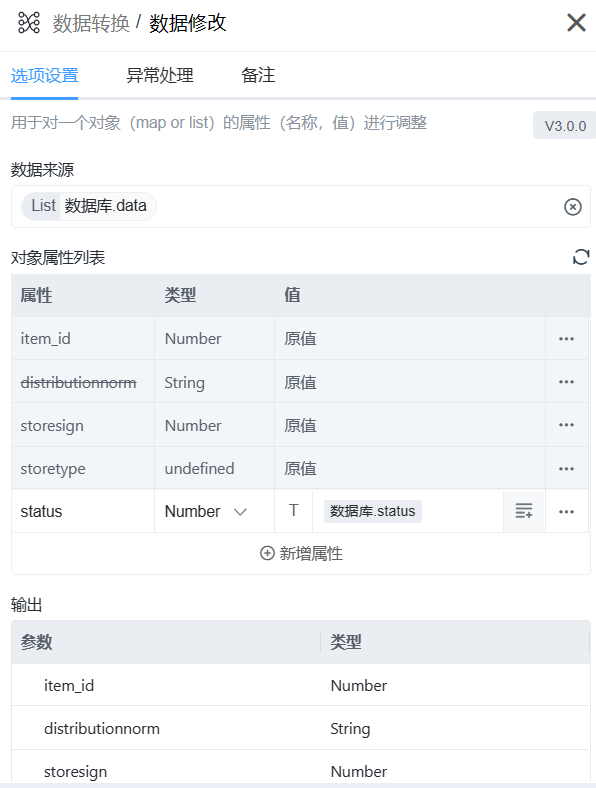 数据转换 / 数据修改
选项设置 异常处理 备注
用于对一个对象（map or list）的属性（名称，值）进行调整
V3.0.0
数据来源
List 数据库.data
对象属性列表
属性 类型 值
item_id Number 原值
distributionnorm String 原值
storesign Number 原值
storetype undefined 原值
status Number T 数据库.status
新增属性
输出
参数 类型
item_id Number
distributionnorm String
storesign Number